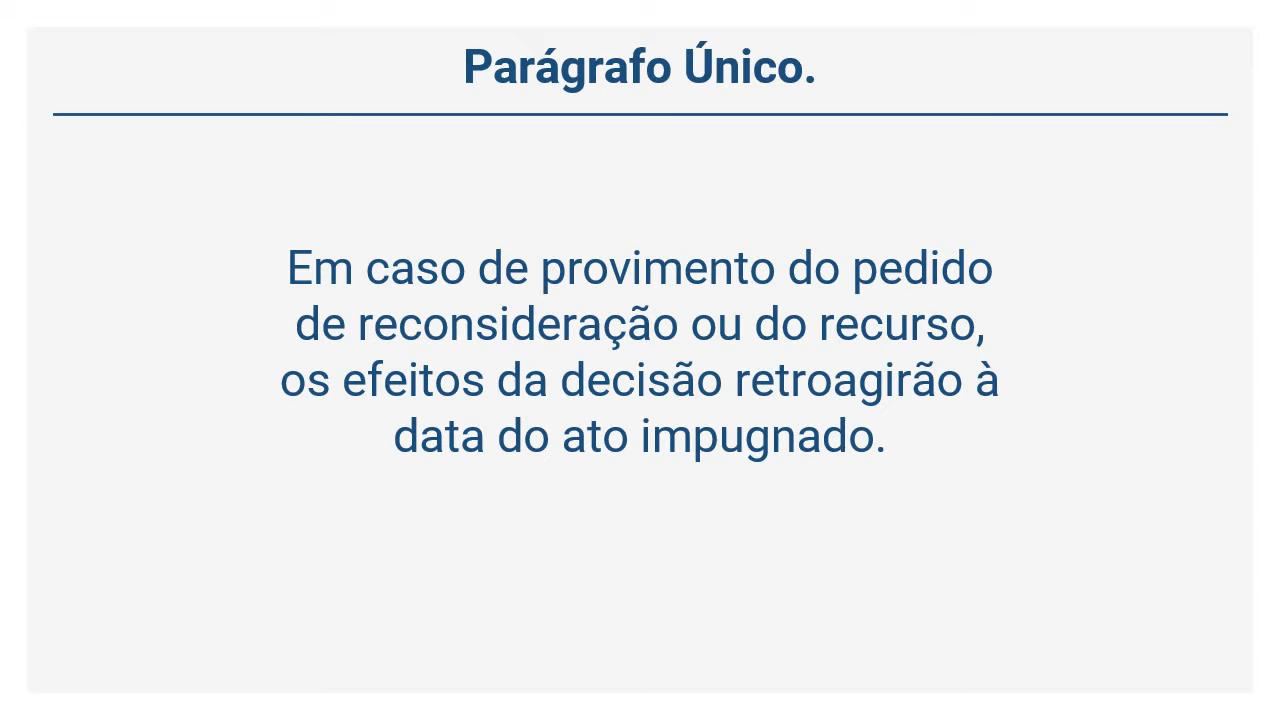 Parágrafo Único.
Em caso de provimento do pedido
de reconsideração ou do recurso,
os efeitos da decisão retroagirão à
data do ato impugnado.